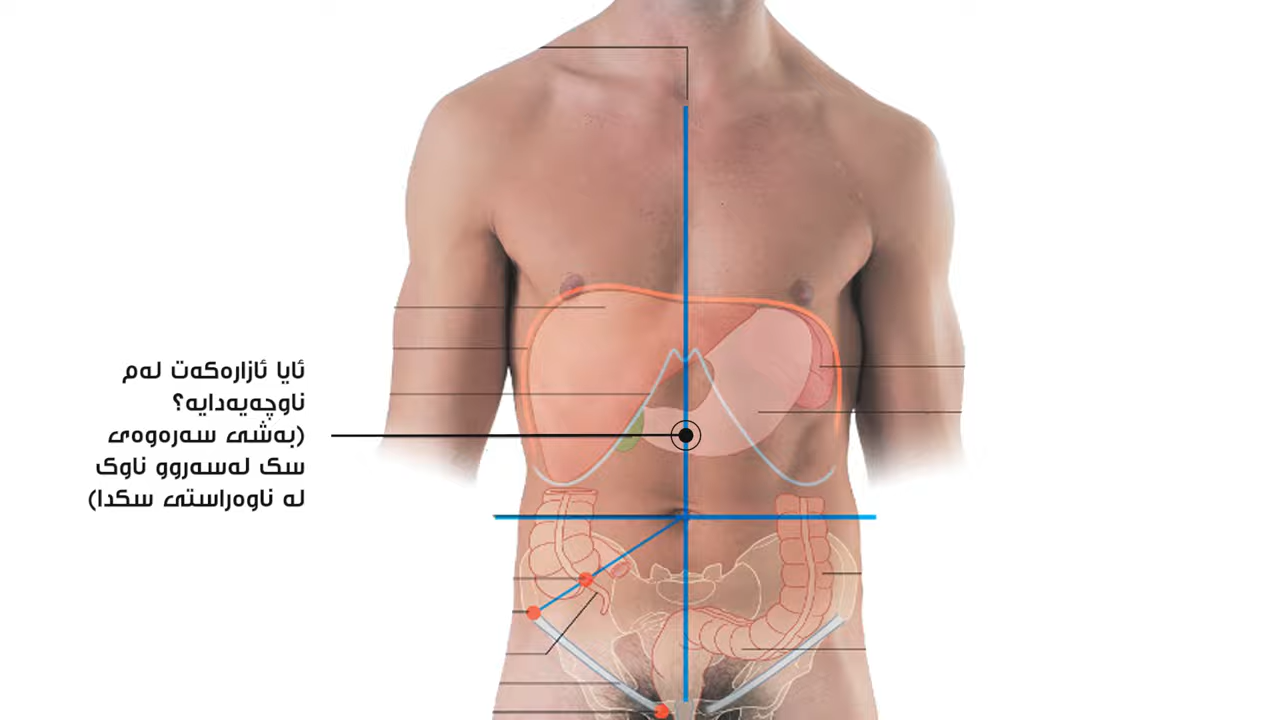 ئایا ئازارەکەت لەم
ناوچەیەدایە؟
(بەشی سەرەوەی
سک لەسەروو ناوک
لە ناوەراستی سکدا)